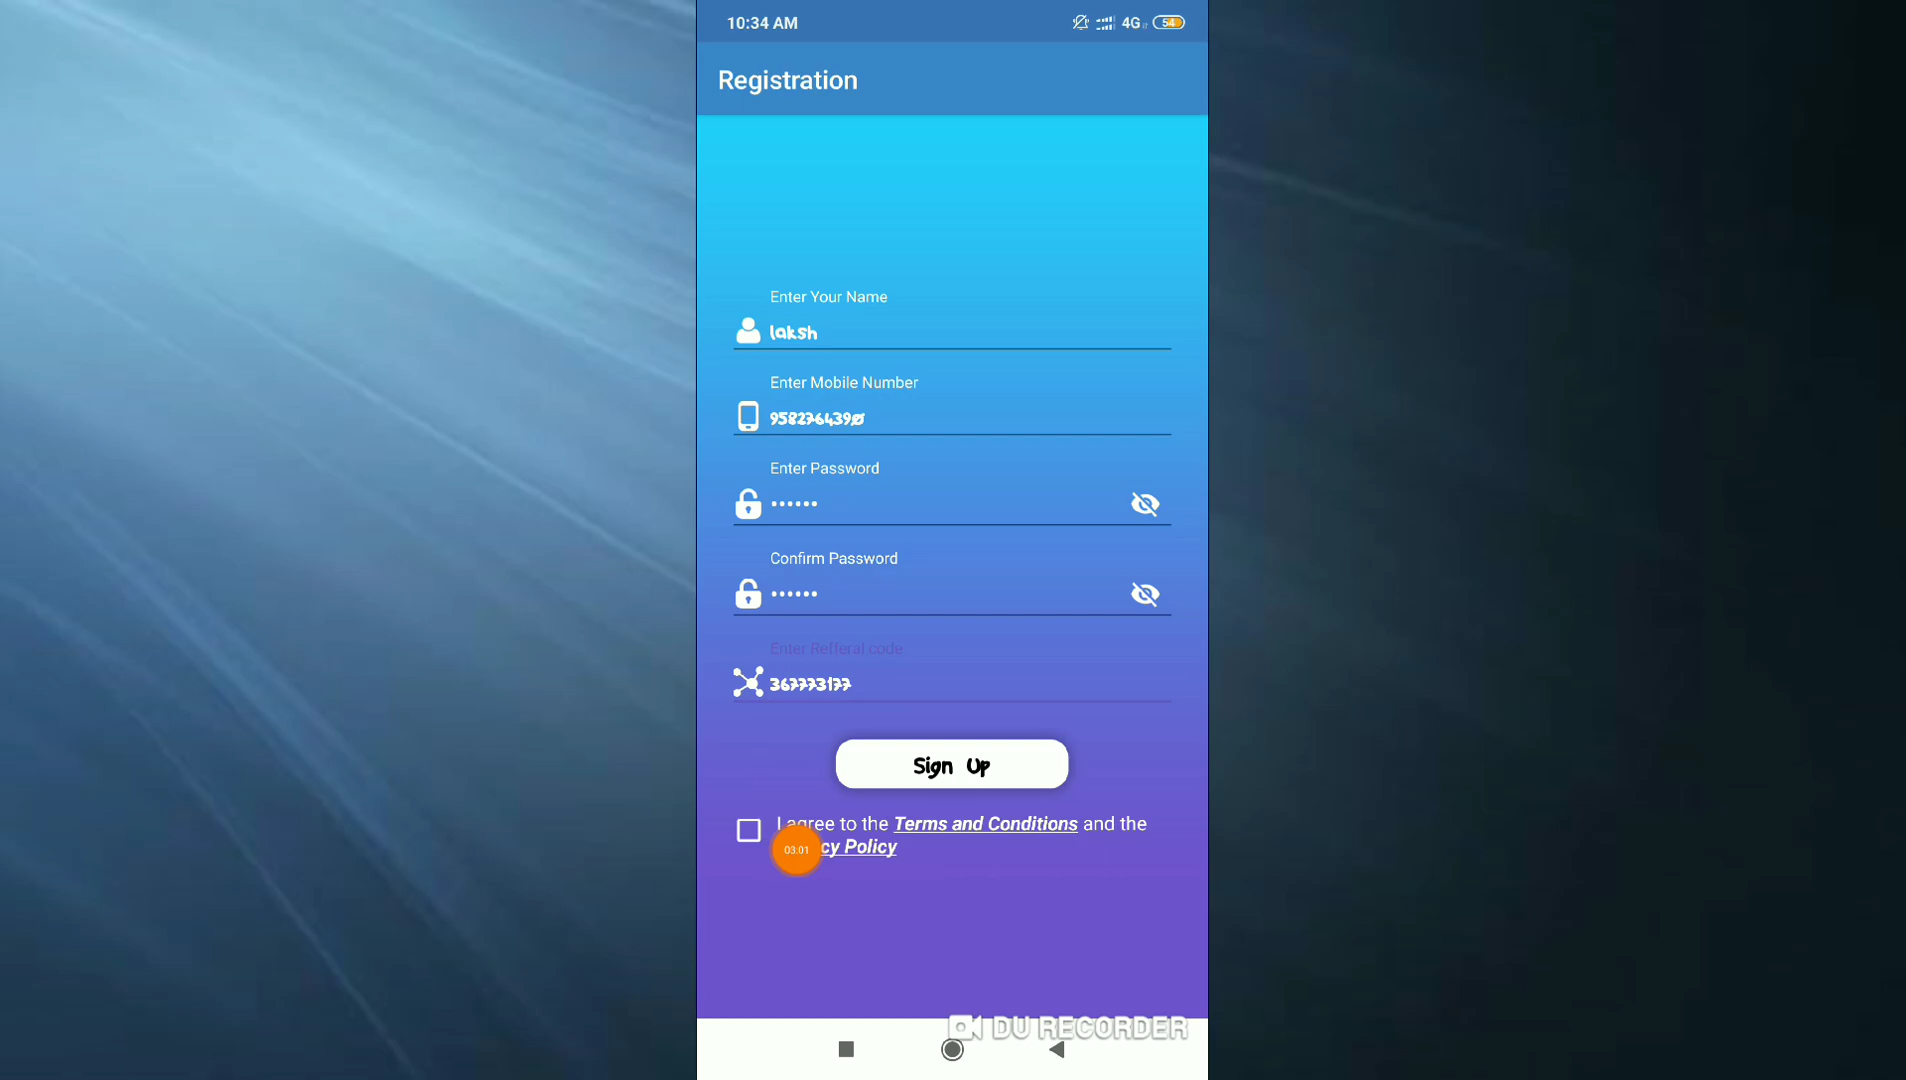 10:34 AM
4G
54
Registration
Enter Your Name
laksh
Enter Mobile Number
9582764390
Enter Password
Confirm Password
Enter Refferal code
367773177
Sign Up
I agree to the Terms and Conditions and the
cy Policy
03:01
DU RECORDER